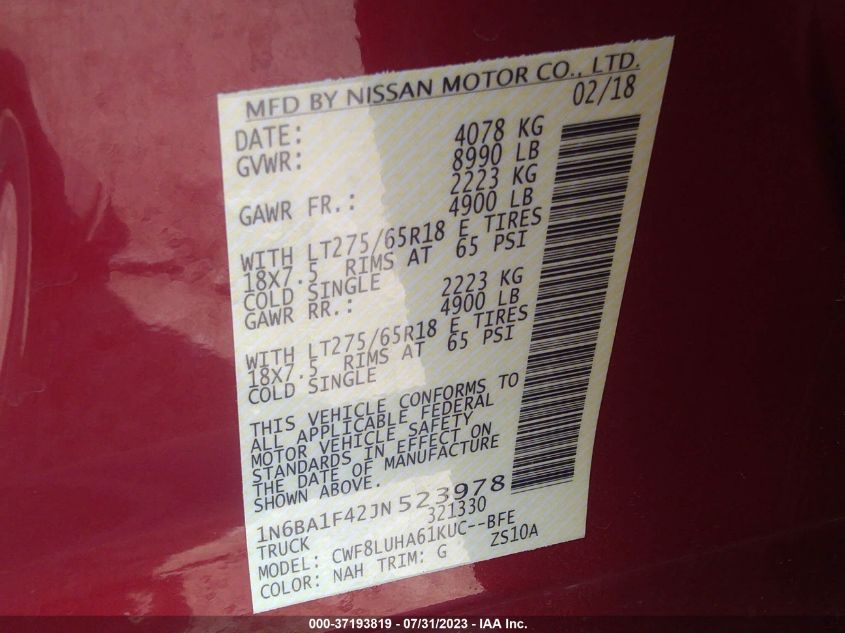 MFD BY NISSAN MOTOR CO., LTD.
DATE: 02/18
GVWR: 4078 KG
8990 LB
GAWR FR.: 2223 KG
4900 LB
WITH LT275/65R18 E TIRES
18X7.5 RIMS AT 65 PSI
COLD SINGLE
GAWR RR.: 2223 KG
4900 LB
WITH LT275/65R18 E TIRES
18X7.5 RIMS AT 65 PSI
COLD SINGLE
THIS VEHICLE CONFORMS TO
ALL APPLICABLE FEDERAL
MOTOR VEHICLE SAFETY
STANDARDS IN EFFECT ON
THE DATE OF MANUFACTURE
SHOWN ABOVE.
1N6BA1F42JN523978
TRUCK 321330
MODEL: CWF8LUHA61KUC--BFE
COLOR: NAH TRIM: G ZS10A
000-37193819 - 07/31/2023 - IAA Inc.